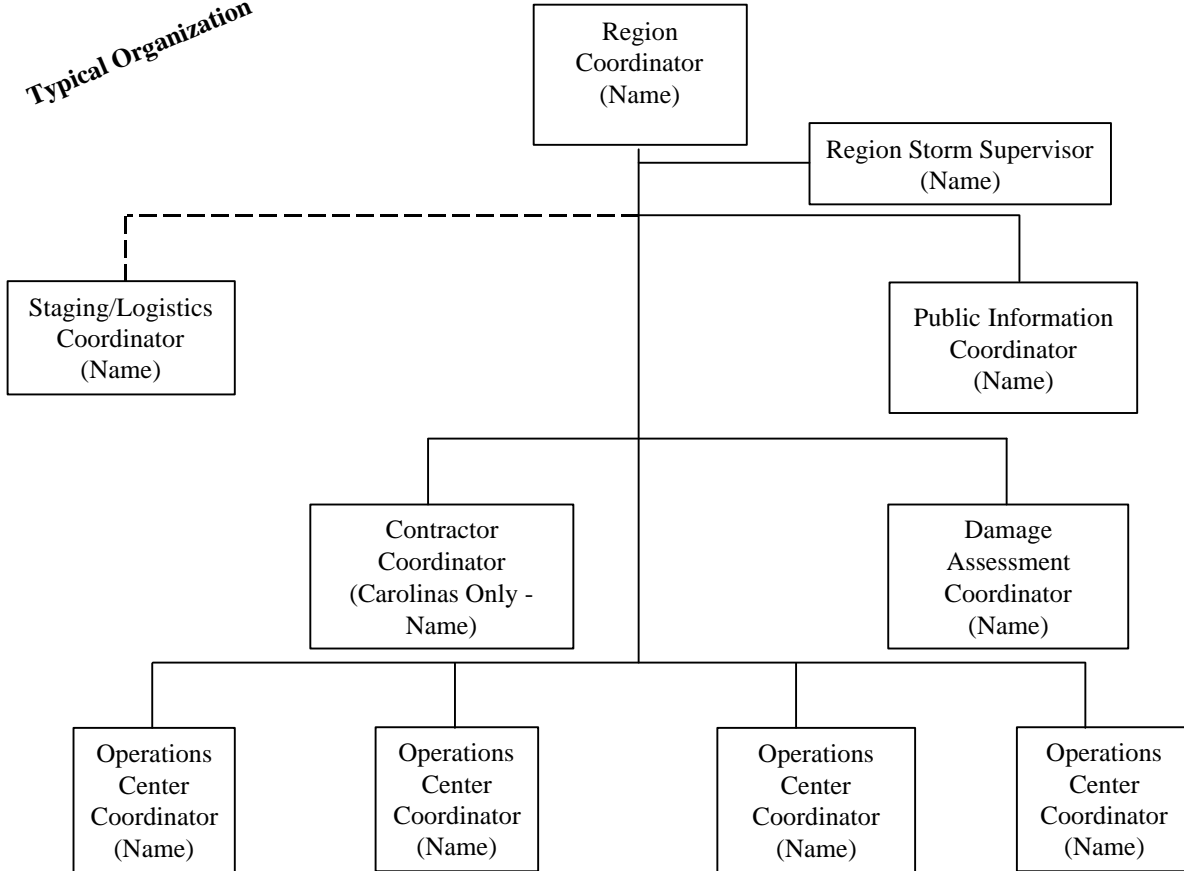 Typical Organization
Region
Coordinator
(Name)
Region Storm Supervisor
(Name)
Staging/Logistics
Coordinator
(Name)
Public Information
Coordinator
(Name)
Contractor
Coordinator
(Carolinas Only -
Name)
Damage
Assessment
Coordinator
(Name)
Operations
Center
Coordinator
(Name)
Operations
Center
Coordinator
(Name)
Operations
Center
Coordinator
(Name)
Operations
Center
Coordinator
(Name)